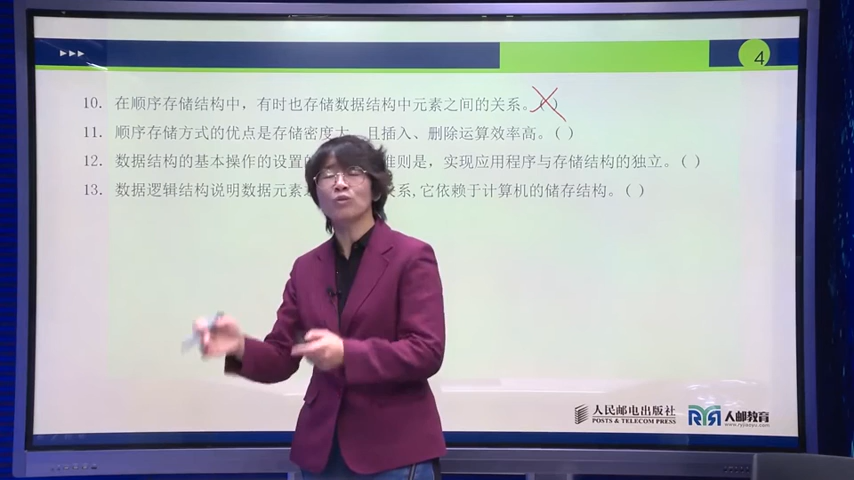 ▸▸▸
4
10. 在顺序存储结构中，有时也存储数据结构中元素之间的关系。( )
11. 顺序存储方式的优点是存储密度大 且插入、删除运算效率高。( )
12. 数据结构的基本操作的设置的 准则是，实现应用程序与存储结构的独立。( )
13. 数据逻辑结构说明数据元素 系,它依赖于计算机的储存结构。( )
人民邮电出版社
POSTS & TELECOM PRESS
人邮教育
www.ryjiaoyu.com